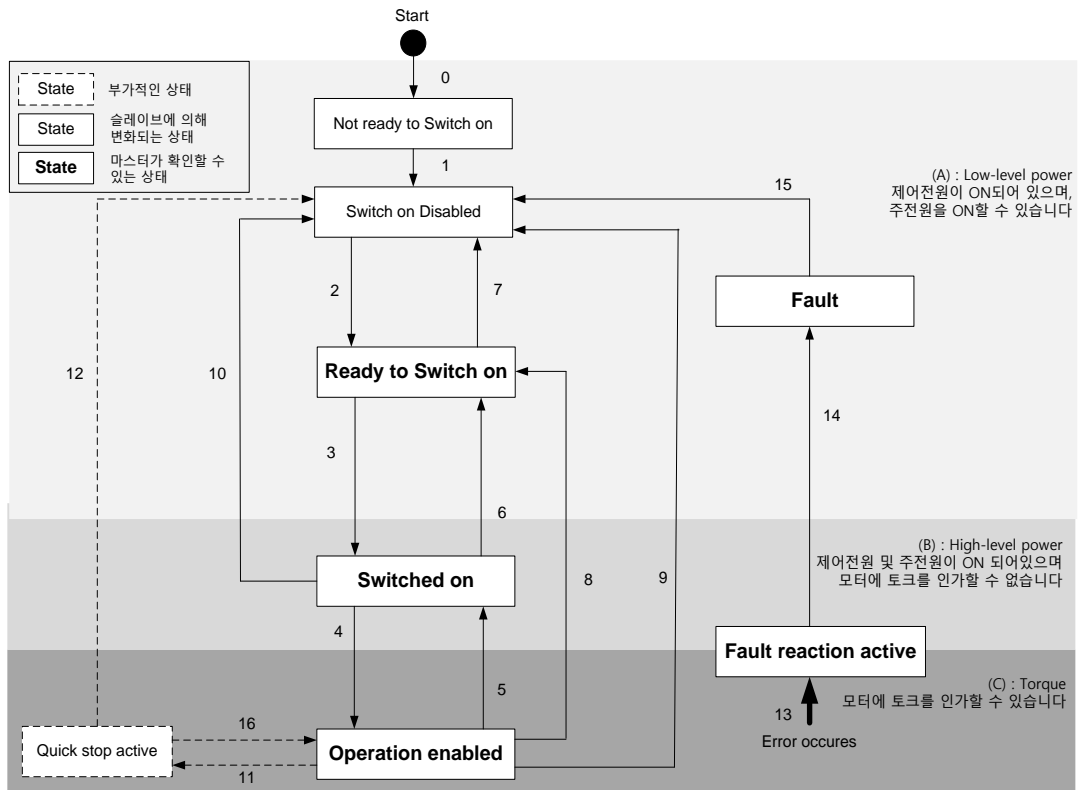 Start
0
State
부가적인 상태
State
슬레이브에 의해
변화되는 상태
State
마스터가 확인할 수
있는 상태
Not ready to Switch on
1
(A) : Low-level power
제어전원이 ON되어 있으며,
주전원을 ON할 수 있습니다
15
Switch on Disabled
2
7
Fault
12
10
Ready to Switch on
14
3
6
(B) : High-level power
제어전원 및 주전원이 ON 되어있으며
모터에 토크를 인가할 수 없습니다
Switched on
8
9
4
Fault reaction active
5
(C) : Torque
모터에 토크를 인가할 수 있습니다
13
Error occures
16
Quick stop active
Operation enabled
11